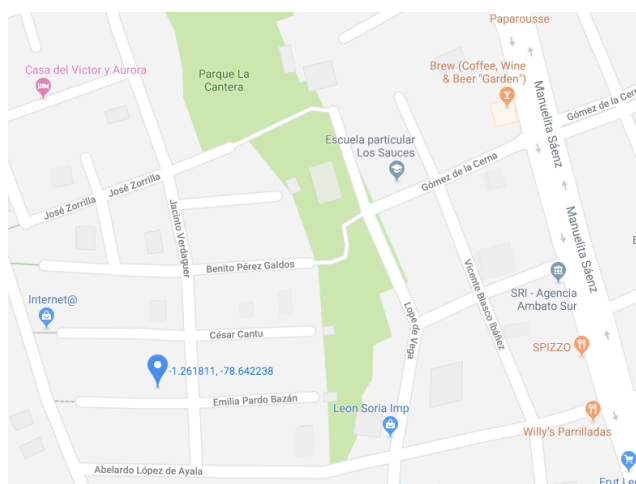 Paparousse
Casa del Victor y Aurora
Parque La
Cantera
Brew (Coffee, Wine
& Beer "Garden")
Manuelita Sáenz
Gómez de la Cerna
Escuela particular
Los Sauces
Gómez de la Cerna
José Zorrilla
José Zorrilla
Jacinto Verdaguer
Manuelita Sáenz
Benito Pérez Galdos
Vicente Blasco Ibáñez
SRI - Agencia
Ambato Sur
Internet@
César Cantu
Lope de Vega
SPIZZO
-1.261811, -78.642238
Emilia Pardo Bazán
Leon Soria Imp
Willy's Parrilladas
Abelardo López de Ayala